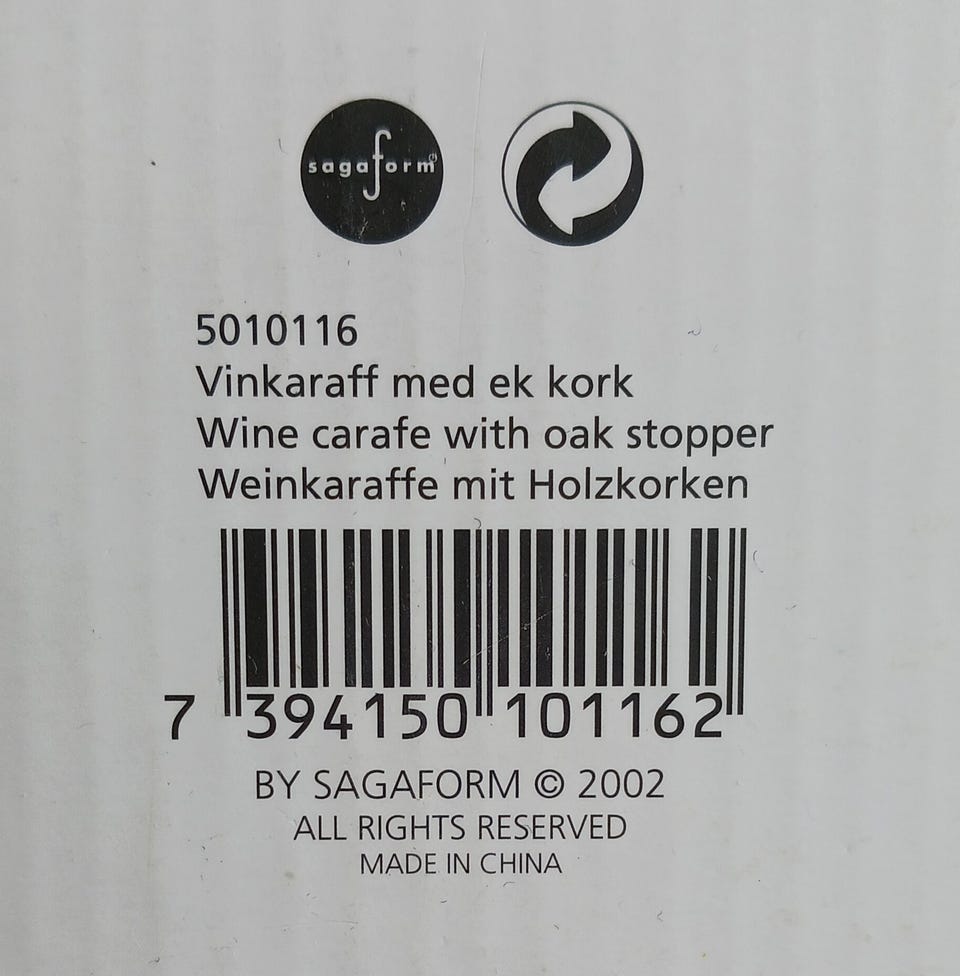 sagaform®
5010116
Vinkaraff med ek kork
Wine carafe with oak stopper
Weinkaraffe mit Holzkorken
7 394150 101162
BY SAGAFORM © 2002
ALL RIGHTS RESERVED
MADE IN CHINA